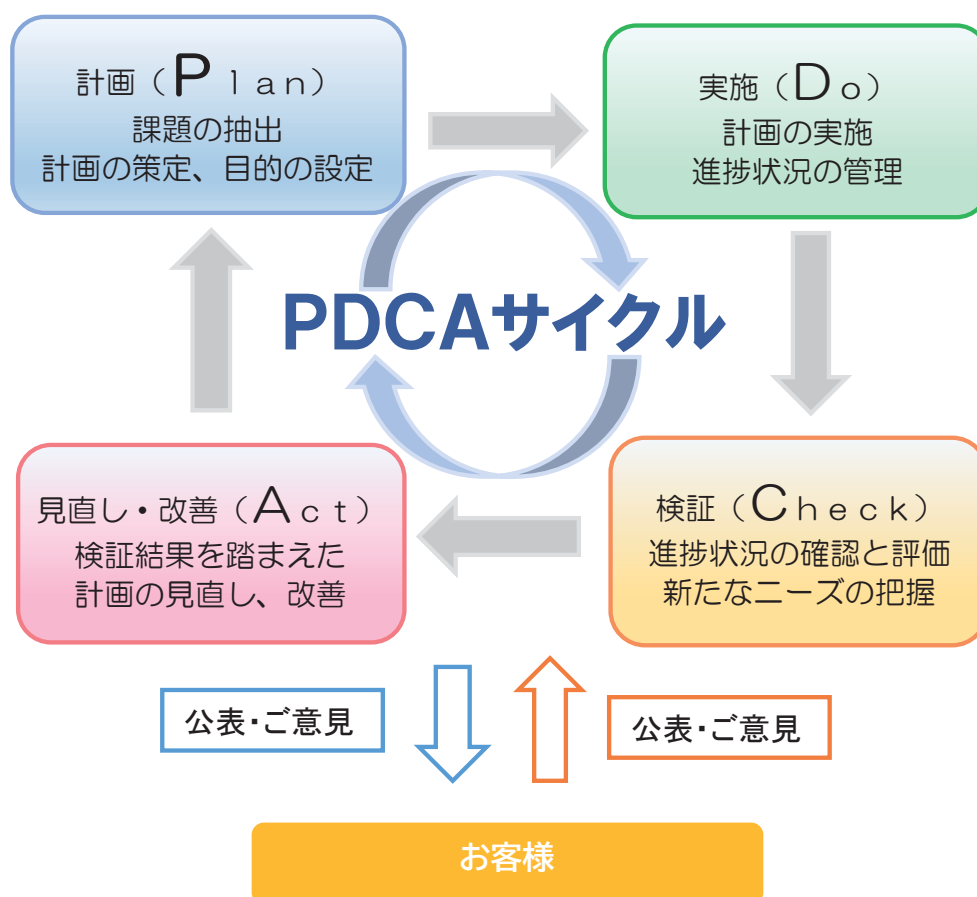 計画（Ｐｌａｎ）
課題の抽出
計画の策定、目的の設定
実施（Ｄｏ）
計画の実施
進捗状況の管理
PDCAサイクル
見直し・改善（Ａｃｔ）
検証結果を踏まえた
計画の見直し、改善
検証（Ｃｈｅｃｋ）
進捗状況の確認と評価
新たなニーズの把握
公表・ご意見
公表・ご意見
お客様